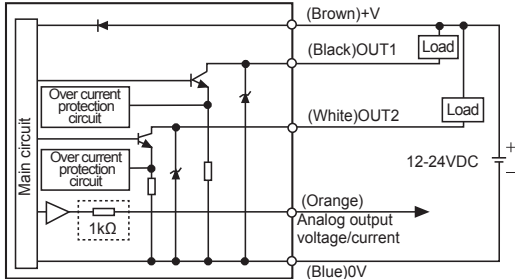 (Brown)+V
(Black)OUT1
Load
Over current
protection
circuit
(White)OUT2
Load
Main circuit
Over current
protection
circuit
12-24VDC
+
−
1kΩ
(Orange)
Analog output
voltage/current
(Blue)0V